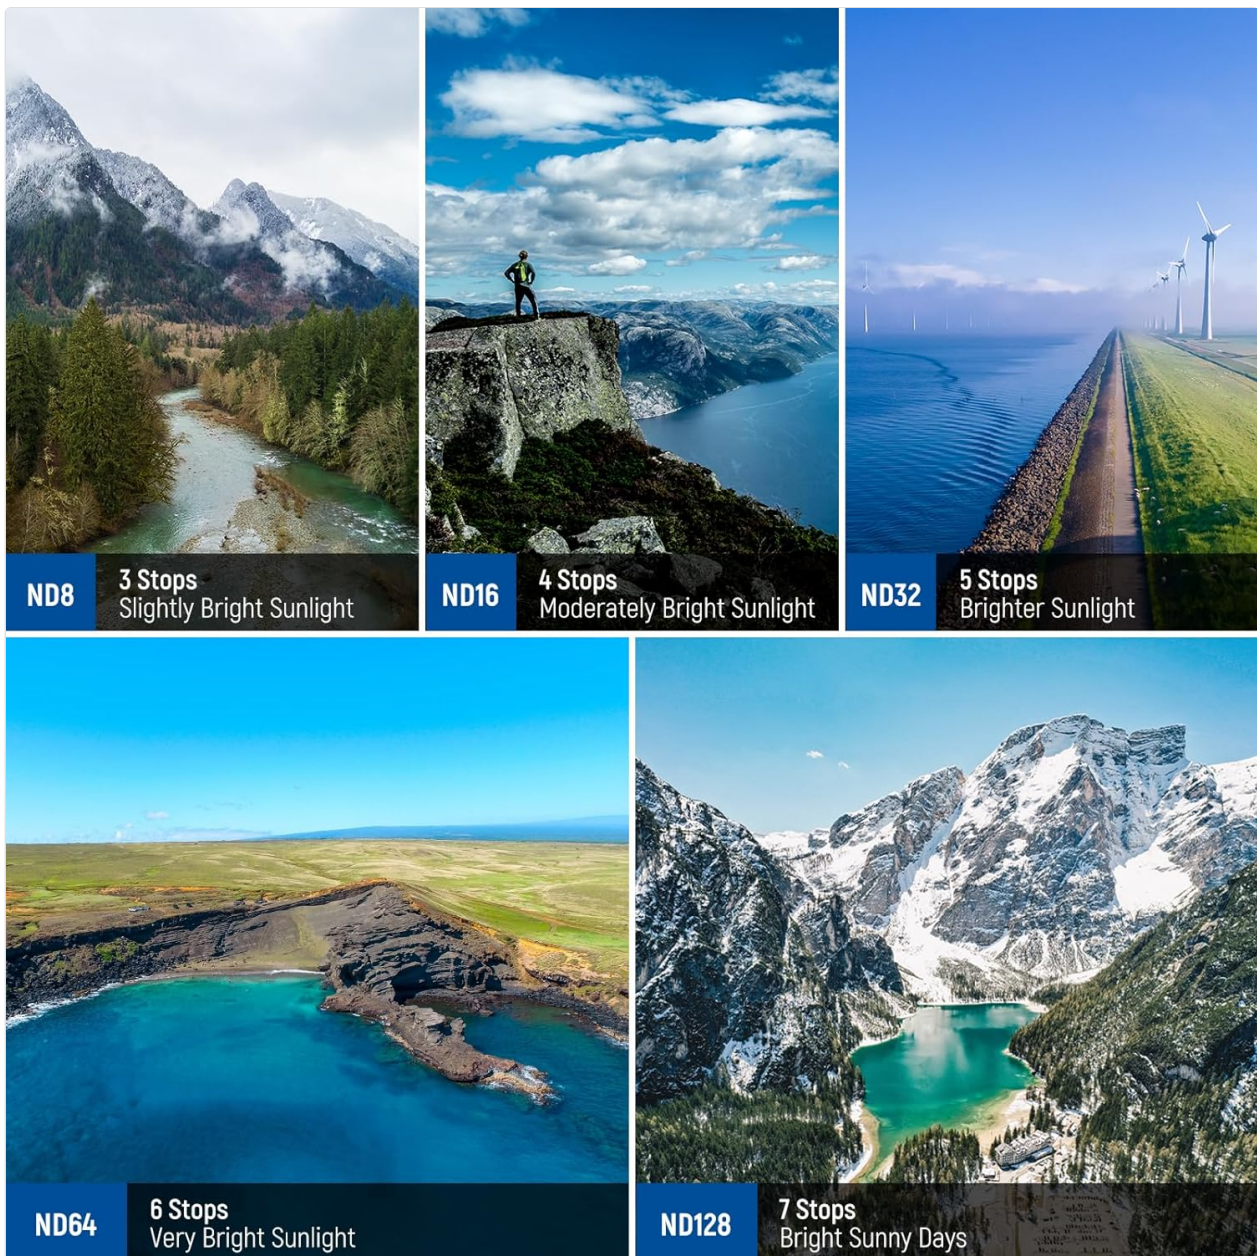 ND8
3 Stops
Slightly Bright Sunlight
ND16
4 Stops
Moderately Bright Sunlight
ND32
5 Stops
Brighter Sunlight
ND64
6 Stops
Very Bright Sunlight
ND128
7 Stops
Bright Sunny Days